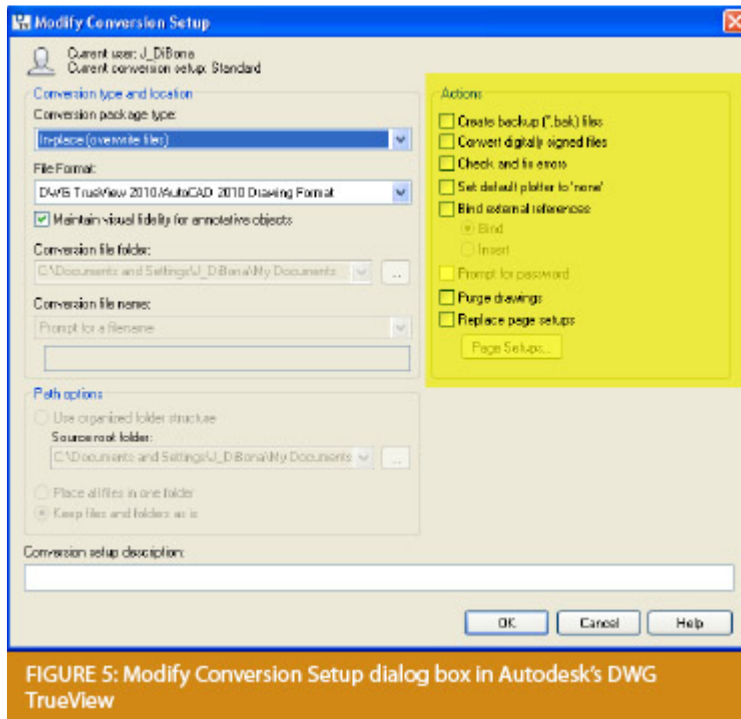 Modify Conversion Setup
Current user: J_DiBona
Current conversion setup: Standard
Conversion type and location
Conversion package type:
In-place (overwrite files)
File Format:
DWG TrueView 2010/AutoCAD 2010 Drawing Format
Maintain visual fidelity for annotative objects
Conversion file folder:
C:\Documents and Settings\J_DiBona\My Documents
..
Conversion file name:
Prompt for a filename
Path options
Use organized folder structure
Source root folder:
C:\Documents and Settings\J_DiBona\My Documents
...
Place all files in one folder
Keep files and folders as is
Actions
Create backup (*.bak) files
Convert digitally signed files
Check and fix errors
Set default plotter to 'none'
Bind external references
Bind
Insert
Prompt for password
Purge drawings
Replace page setups
Page Setups...
Conversion setup description:
OK
Cancel
Help
FIGURE 5: Modify Conversion Setup dialog box in Autodesk's DWG
TrueView